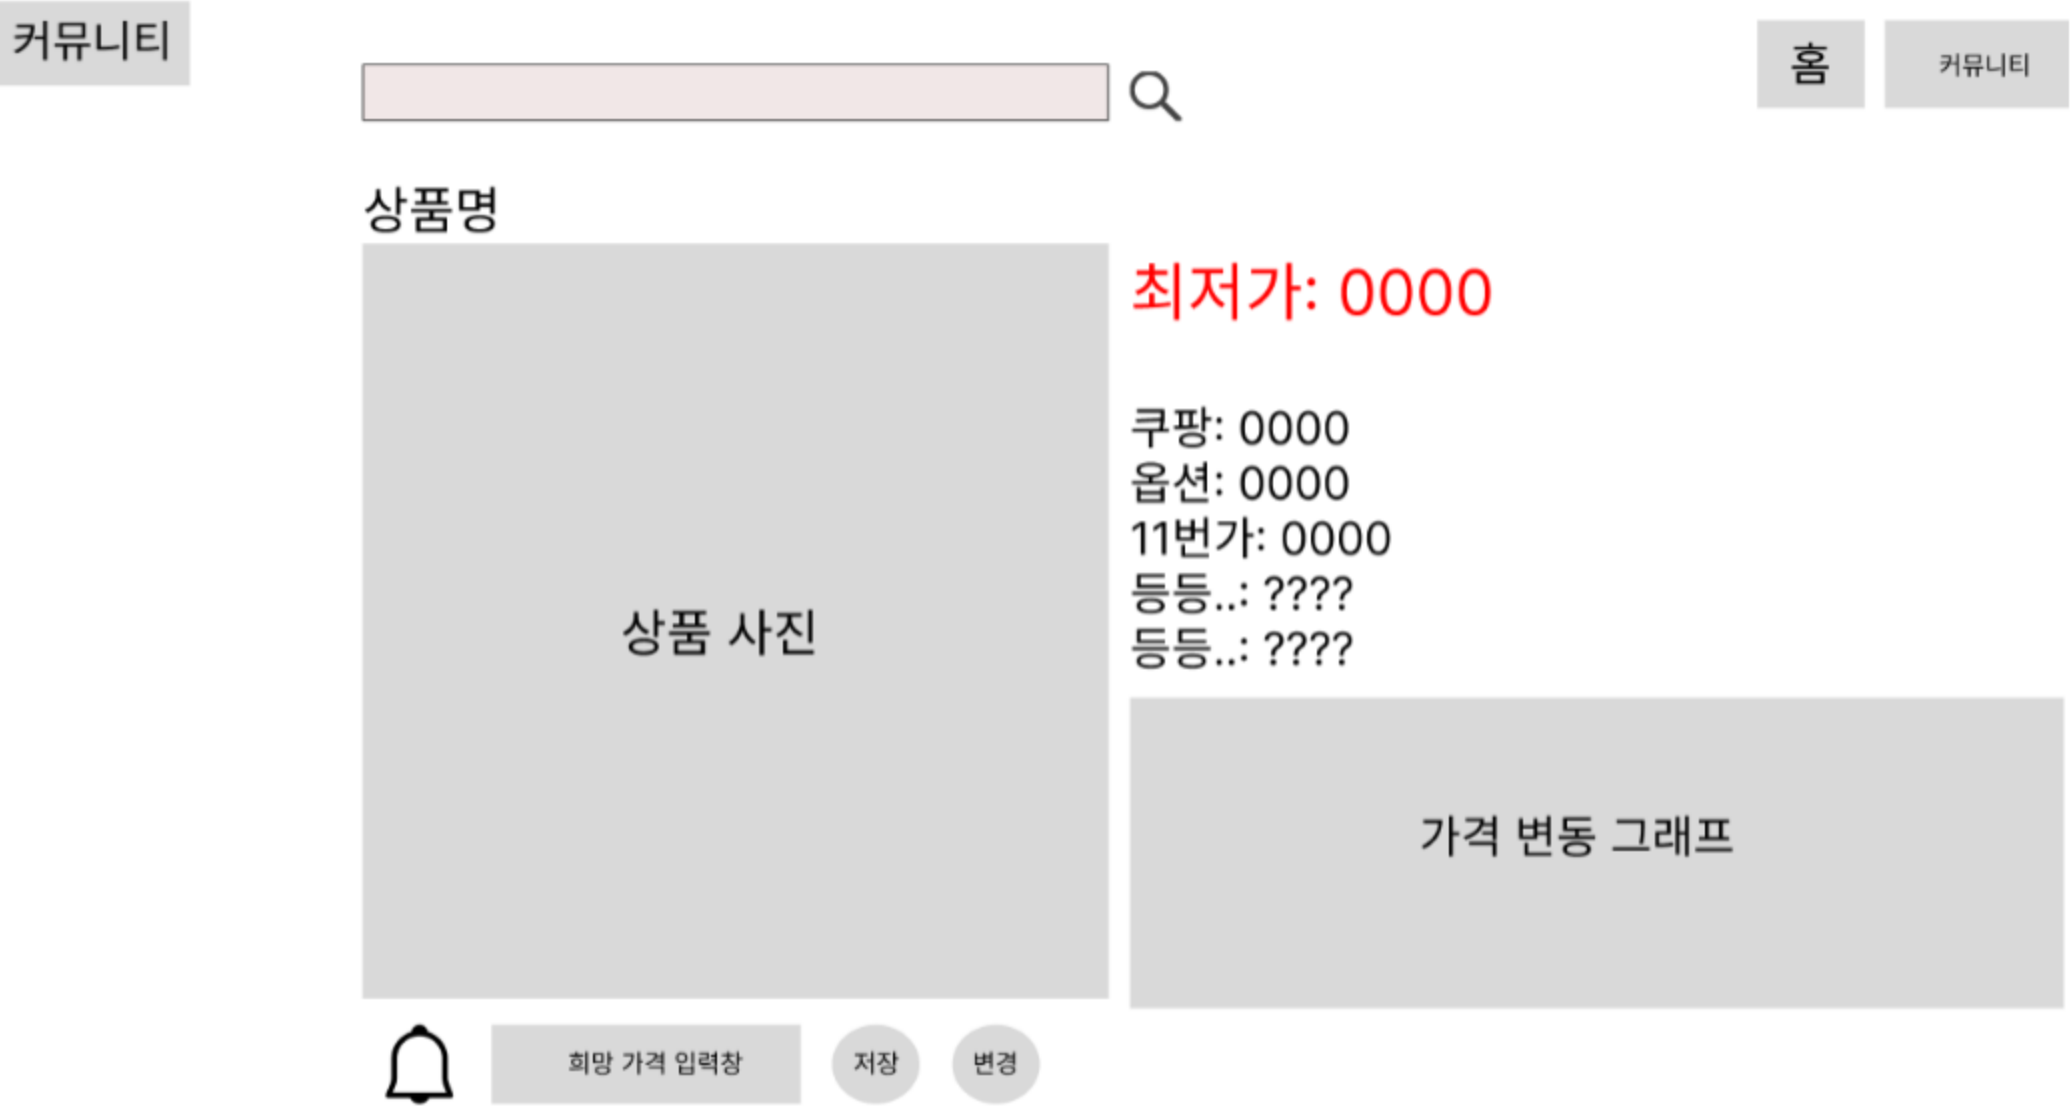 커뮤니티
홈
커뮤니티
상품명
최저가: 0000
쿠팡: 0000
옵션: 0000
11번가: 0000
등등..: ????
등등..: ????
상품 사진
가격 변동 그래프
희망 가격 입력창
저장
변경